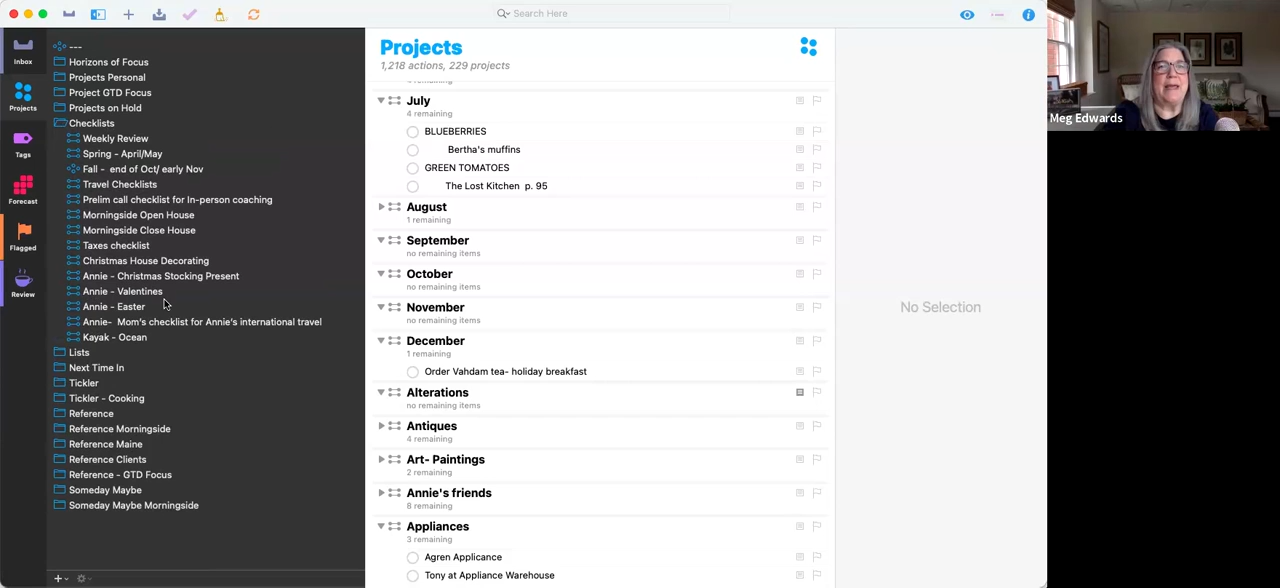 Search Here
Inbox
Projects
Tags
Forecast
Flagged
Review
---
Horizons of Focus
Projects Personal
Project GTD Focus
Projects on Hold
Checklists
Weekly Review
Spring - April/May
Fall - end of Oct/ early Nov
Travel Checklists
Prelim call checklist for In-person coaching
Morningside Open House
Morningside Close House
Taxes checklist
Christmas House Decorating
Annie - Christmas Stocking Present
Annie - Valentines
Annie - Easter
Annie- Mom's checklist for Annie's international travel
Kayak - Ocean
Lists
Next Time In
Tickler
Tickler - Cooking
Reference
Reference Morningside
Reference Maine
Reference Clients
Reference - GTD Focus
Someday Maybe
Someday Maybe Morningside
Projects
1,218 actions, 229 projects
July
4 remaining
BLUEBERRIES
Bertha's muffins
GREEN TOMATOES
The Lost Kitchen p. 95
August
1 remaining
September
no remaining items
October
no remaining items
November
no remaining items
December
1 remaining
Order Vahdam tea- holiday breakfast
Alterations
no remaining items
Antiques
4 remaining
Art- Paintings
2 remaining
Annie's friends
8 remaining
Appliances
3 remaining
Agren Applicance
Tony at Appliance Warehouse
No Selection
Meg Edwards